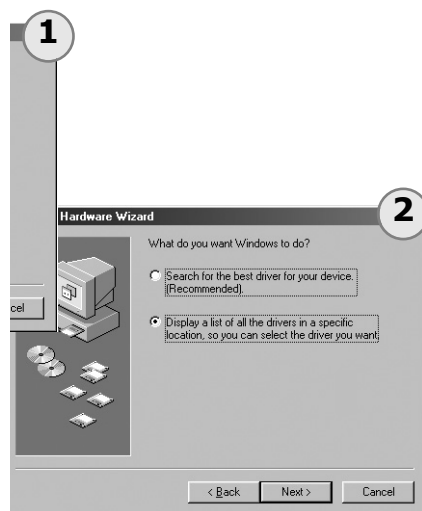 1
2
Hardware Wizard
What do you want Windows to do?
Search for the best driver for your device.
(Recommended).
Display a list of all the drivers in a specific
location, so you can select the driver you want
cel
< Back
Next >
Cancel